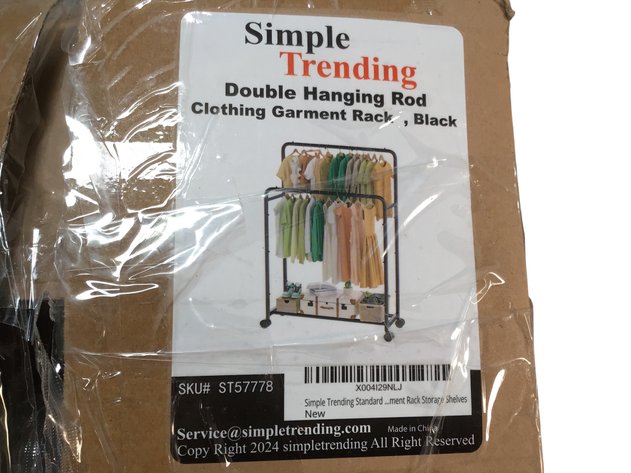 Simple
Trending
Double Hanging Rod
Clothing Garment Rack , Black
SKU# ST57778
X004I29NLJ
Simple Trending Standard ...ment Rack Storage Shelves
New
Service@simpletrending.com Made in China
Copy Right 2024 simpletrending All Right Reserved